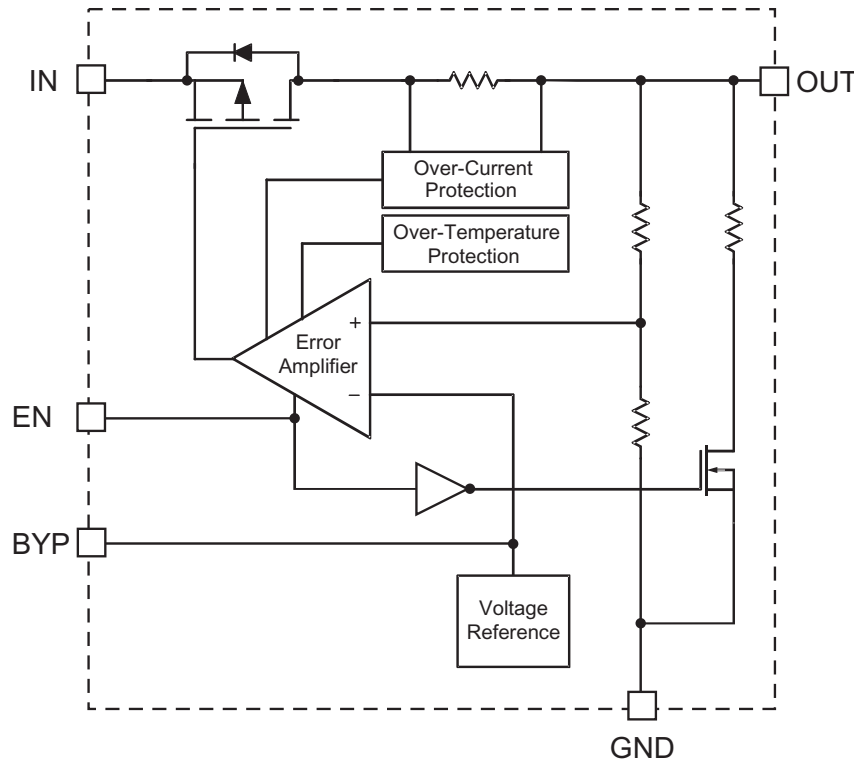 IN
OUT
Over-Current
Protection
Over-Temperature
Protection
+
Error
Amplifier
–
EN
BYP
Voltage
Reference
GND